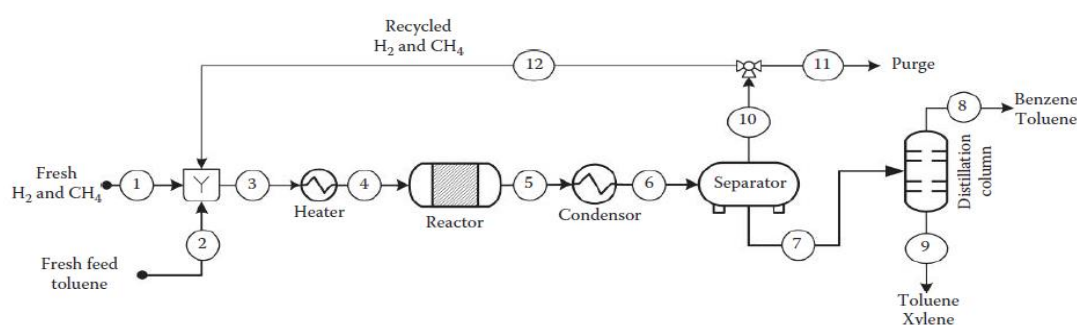 Recycled
H₂ and CH₄
12
11
Purge
10
8
Benzene
Toluene
Fresh
H₂ and CH₄
1
Y
3
4
5
6
Separator
Distillation
column
Heater
Reactor
Condensor
2
7
9
Fresh feed
toluene
Toluene
Xylene